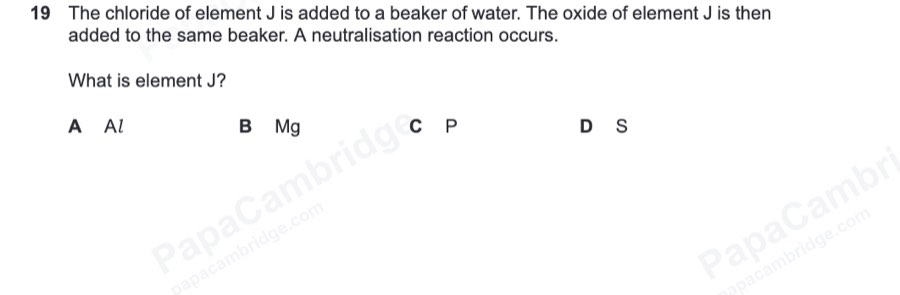 19 The chloride of element J is added to a beaker of water. The oxide of element J is then
added to the same beaker. A neutralisation reaction occurs.
What is element J?
A Al B Mg C P D S
PapaCambridge
papacambridge.com
PapaCambri
papacambridge.com